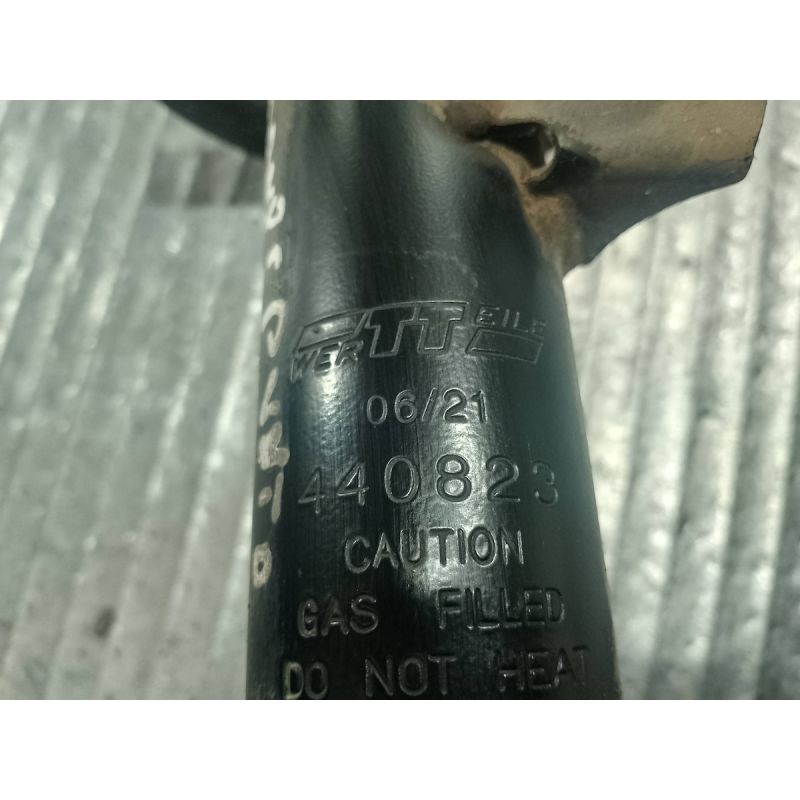 WERTTEILE
06/21
440823
CAUTION
GAS FILLED
DO NOT HEAT